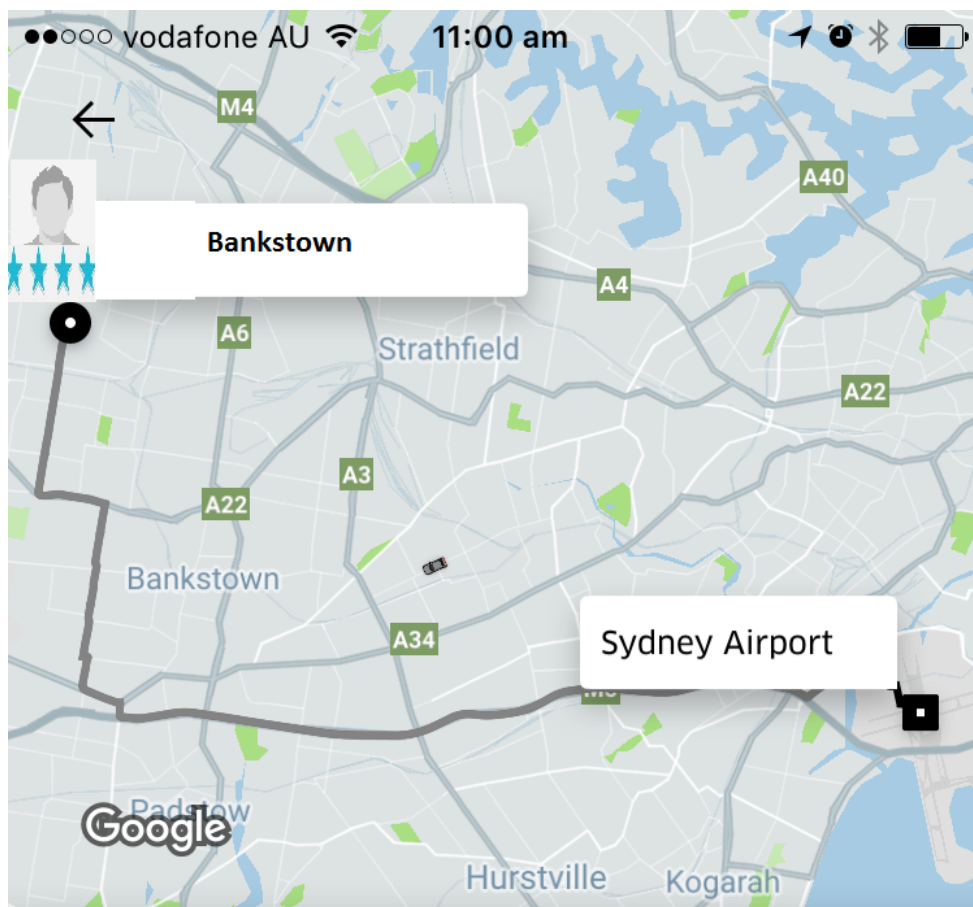 vodafone AU 11:00 am
M4
A40
Bankstown
A4
A6
Strathfield
A22
A3
A22
Bankstown
A34
Sydney Airport
Padstow
Google
Hurstville
Kogarah